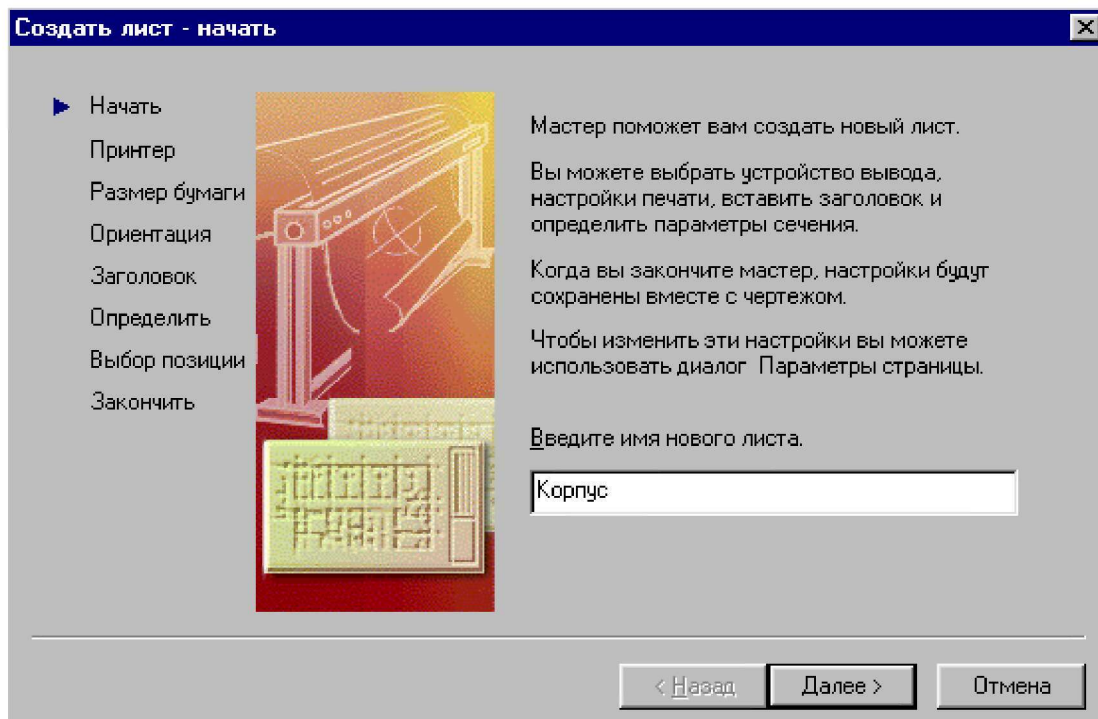 Создать лист - начать
Начать
Принтер
Размер бумаги
Ориентация
Заголовок
Определить
Выбор позиции
Закончить
Мастер поможет вам создать новый лист.
Вы можете выбрать устройство вывода,
настройки печати, вставить заголовок и
определить параметры сечения.
Когда вы закончите мастер, настройки будут
сохранены вместе с чертежом.
Чтобы изменить эти настройки вы можете
использовать диалог Параметры страницы.
Введите имя нового листа.
Корпус
< Назад
Далее >
Отмена